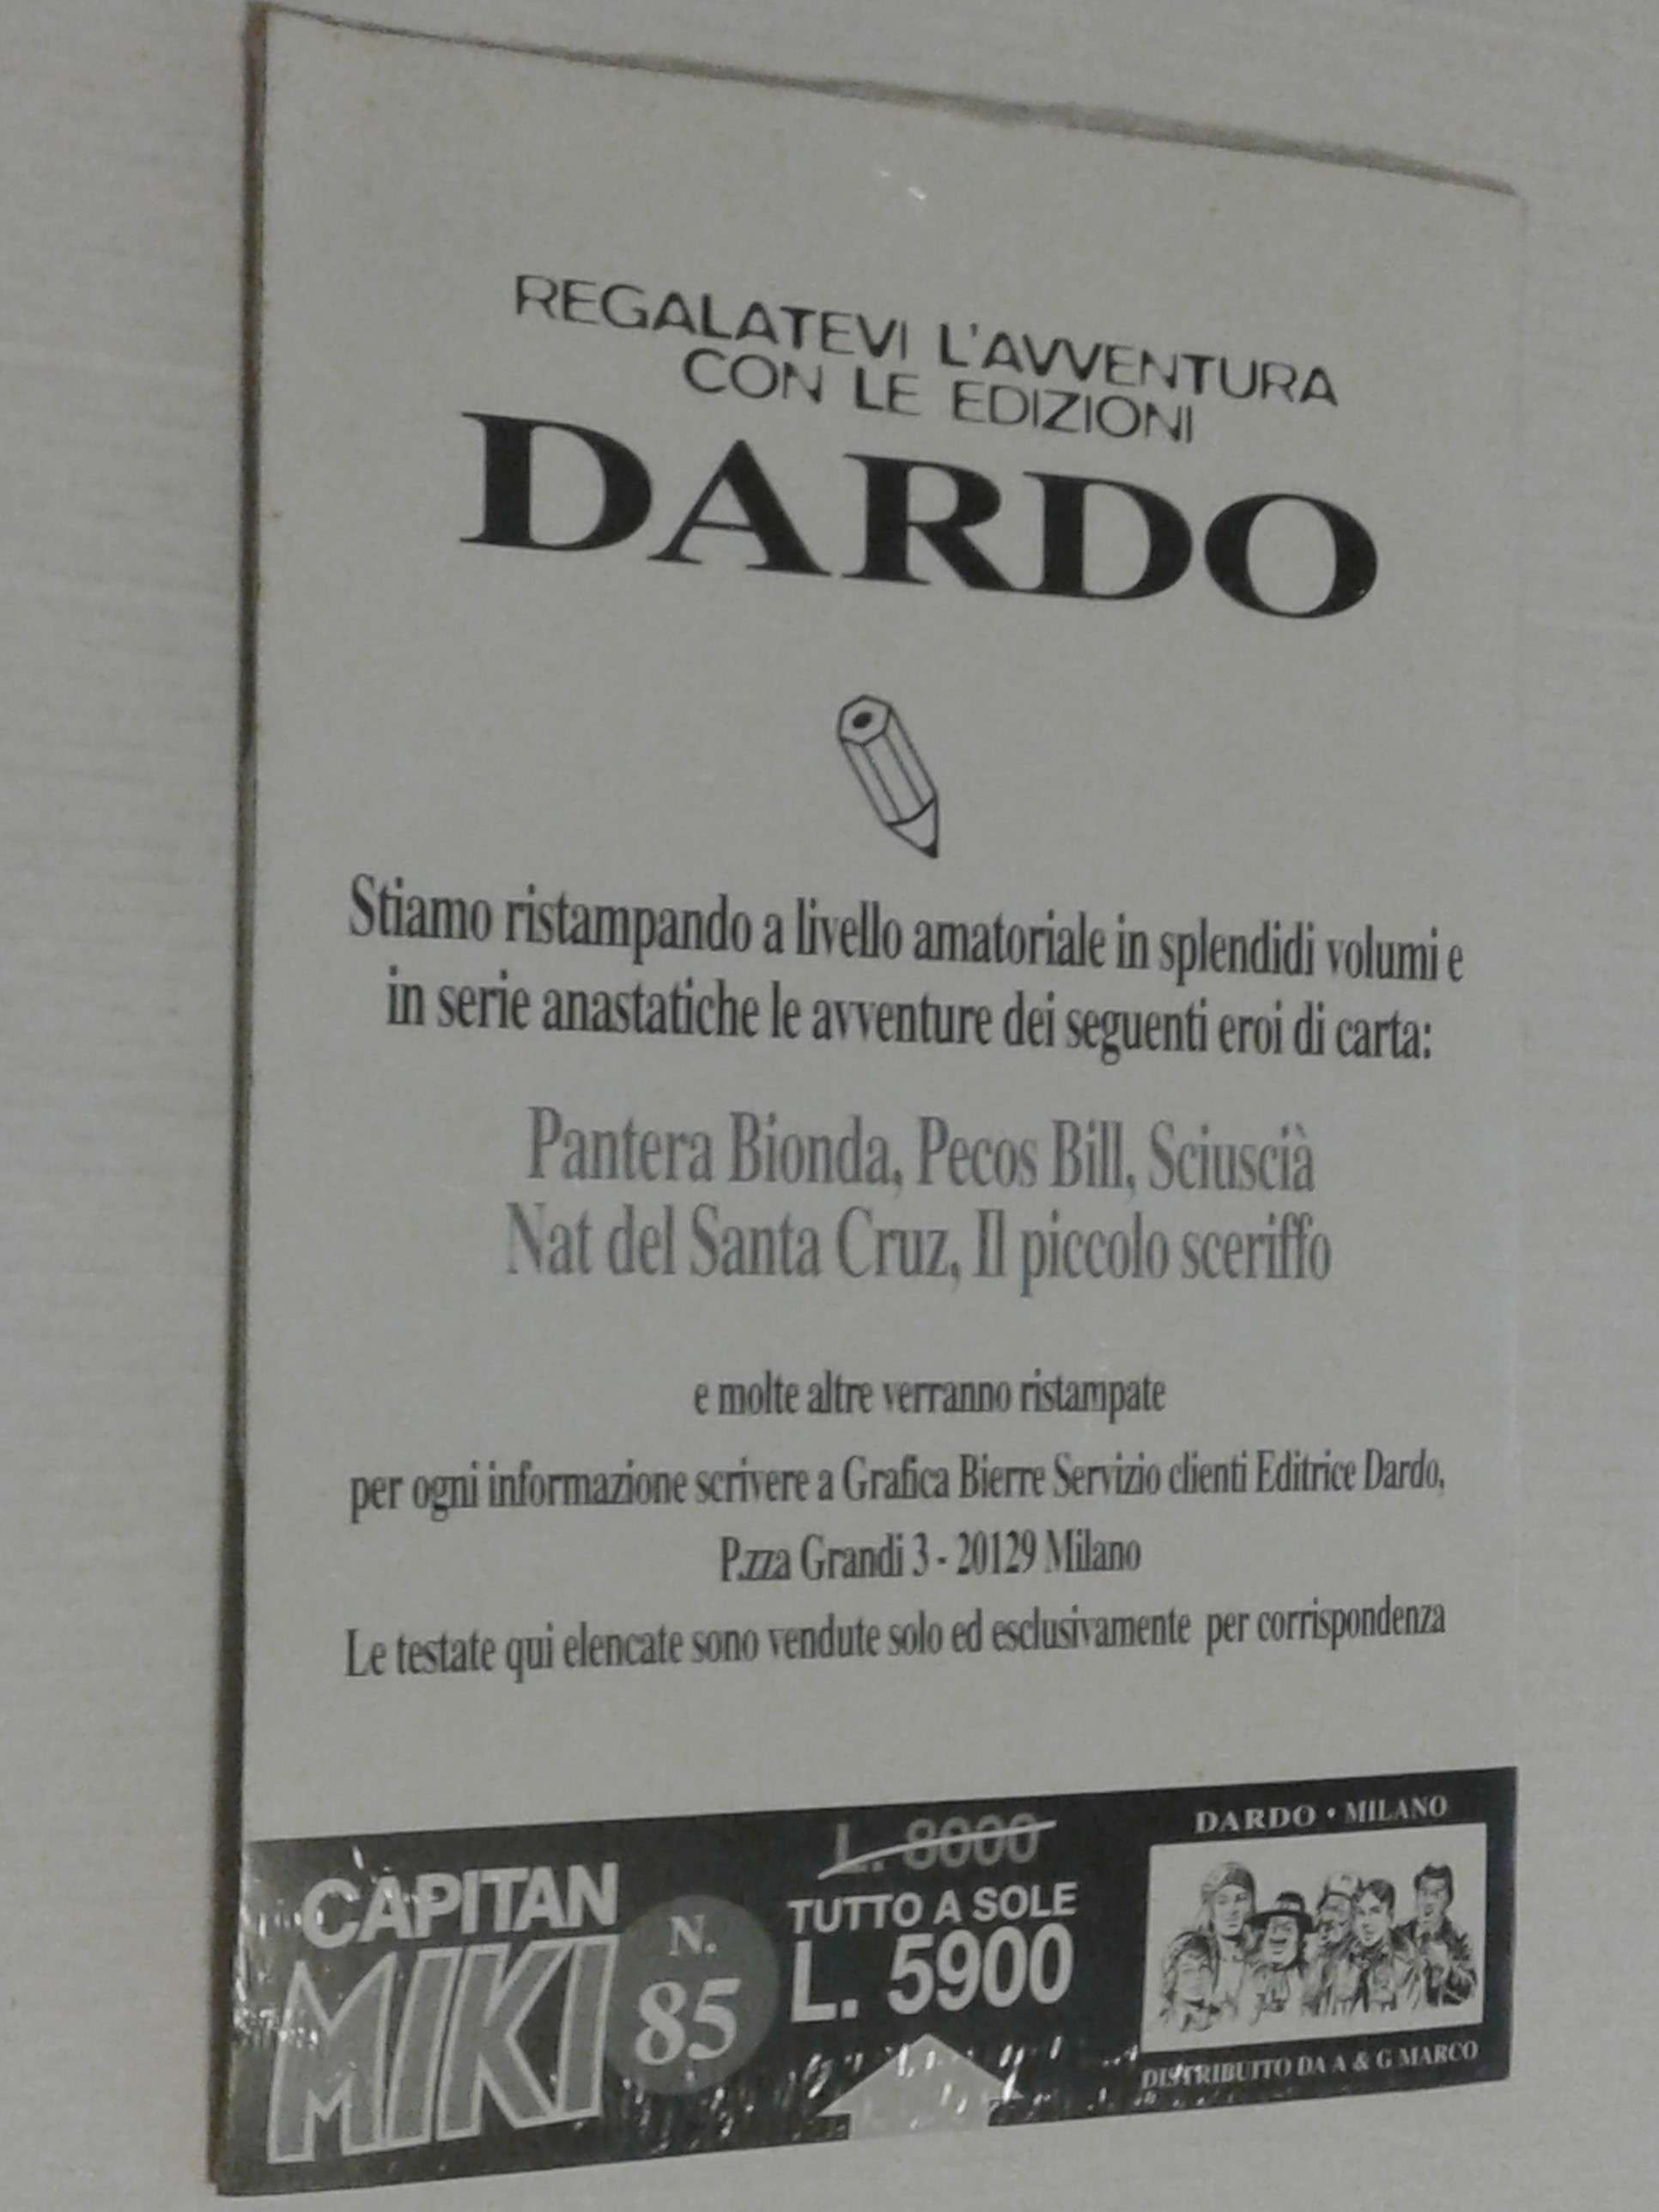 REGALATEVI L'AVVENTURA
CON LE EDIZIONI
DARDO
Stiamo ristampando a livello amatoriale in splendidi volumi e
in serie anastatiche le avventure dei seguenti eroi di carta:
Pantera Bionda, Pecos Bill, Sciuscià
Nat del Santa Cruz, Il piccolo sceriffo
e molte altre verranno ristampate
per ogni informazione scrivere a Grafica Bierre Servizio clienti Editrice Dardo,
P.zza Grandi 3 - 20129 Milano
Le testate qui elencate sono vendute solo ed esclusivamente per corrispondenza
CAPITAN
MIKI
N.
85
L. 8000
TUTTO A SOLE
L. 5900
DARDO • MILANO
DISTRIBUITO DA A & G MARCO